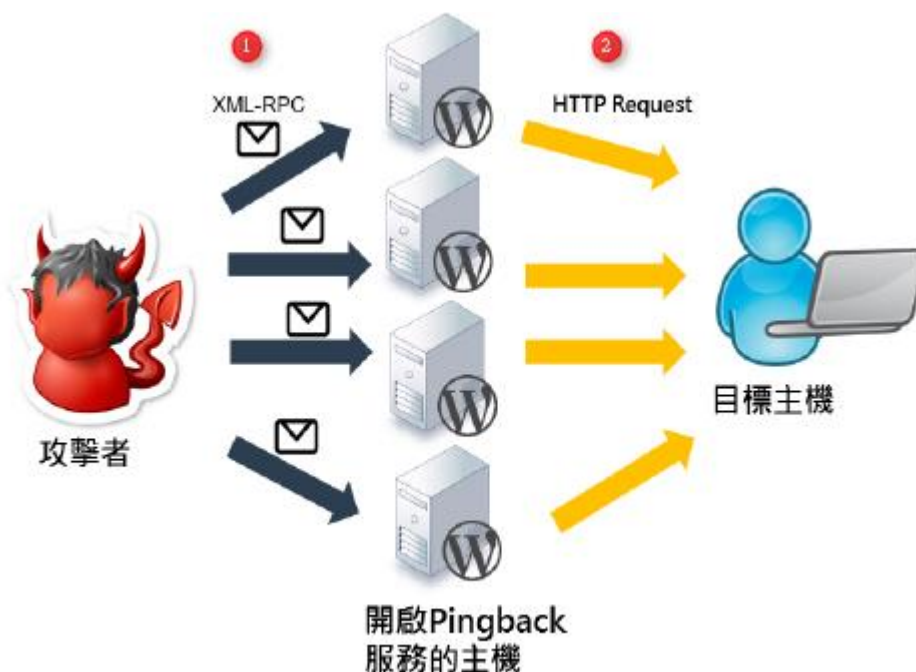 1
2
XML-RPC
HTTP Request
攻擊者
目標主機
開啟Pingback
服務的主機